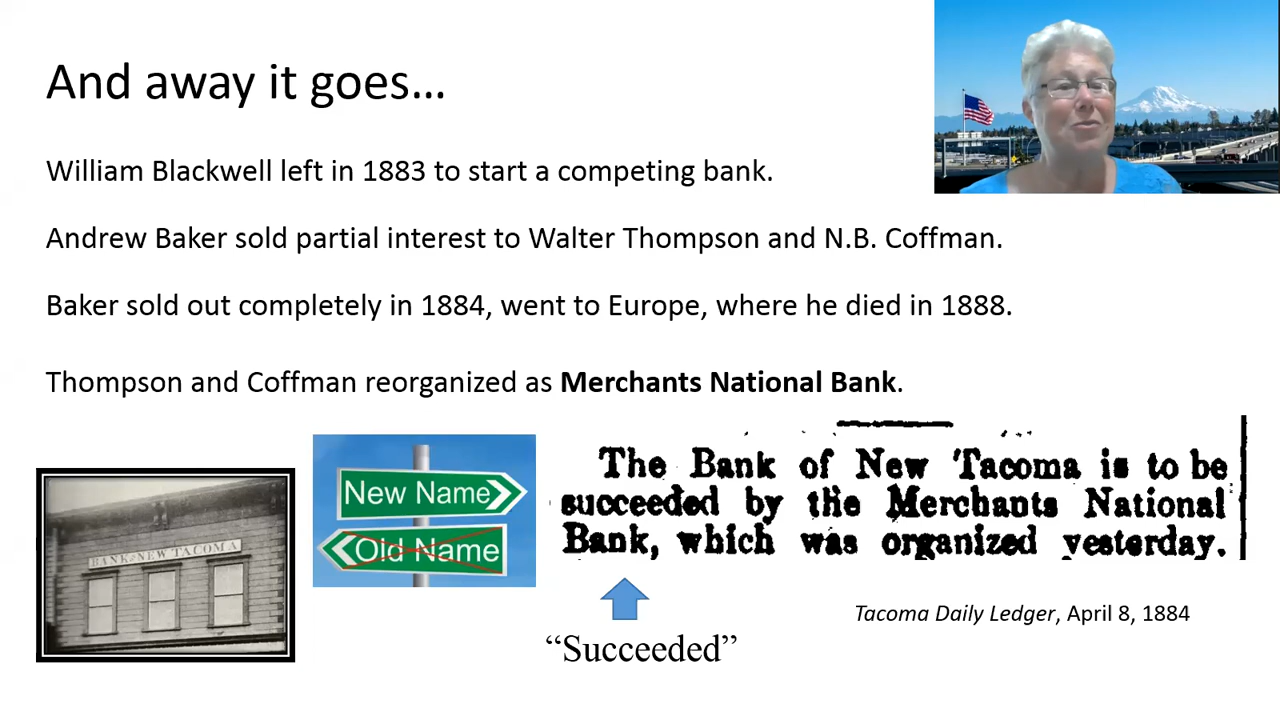 And away it goes…
William Blackwell left in 1883 to start a competing bank.
Andrew Baker sold partial interest to Walter Thompson and N.B. Coffman.
Baker sold out completely in 1884, went to Europe, where he died in 1888.
Thompson and Coffman reorganized as Merchants National Bank.
BANK OF NEW TACOMA
New Name
Old Name
The Bank of New Tacoma is to be
succeeded by the Merchants National
Bank, which was organized yesterday.
Tacoma Daily Ledger, April 8, 1884
“Succeeded”